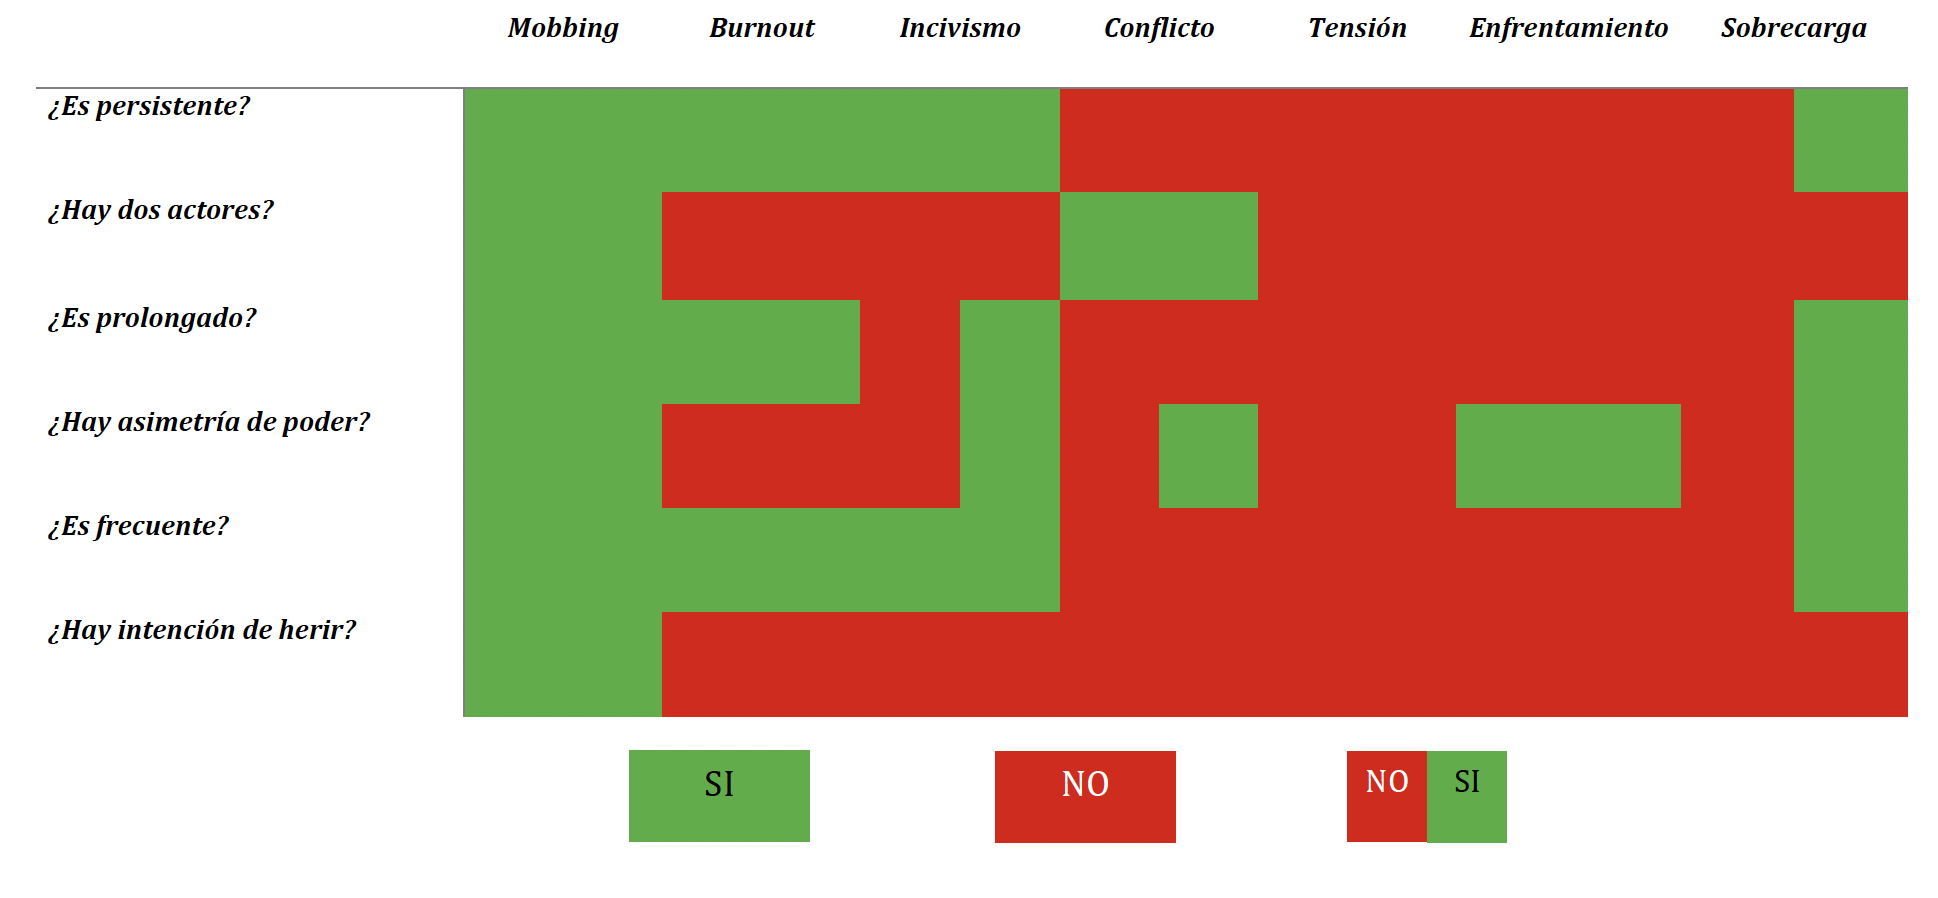 Mobbing Burnout Incivismo Conflicto Tensión Enfrentamiento Sobrecarga
¿Es persistente?
¿Hay dos actores?
¿Es prolongado?
¿Hay asimetría de poder?
¿Es frecuente?
¿Hay intención de herir?
SI NO NO SI